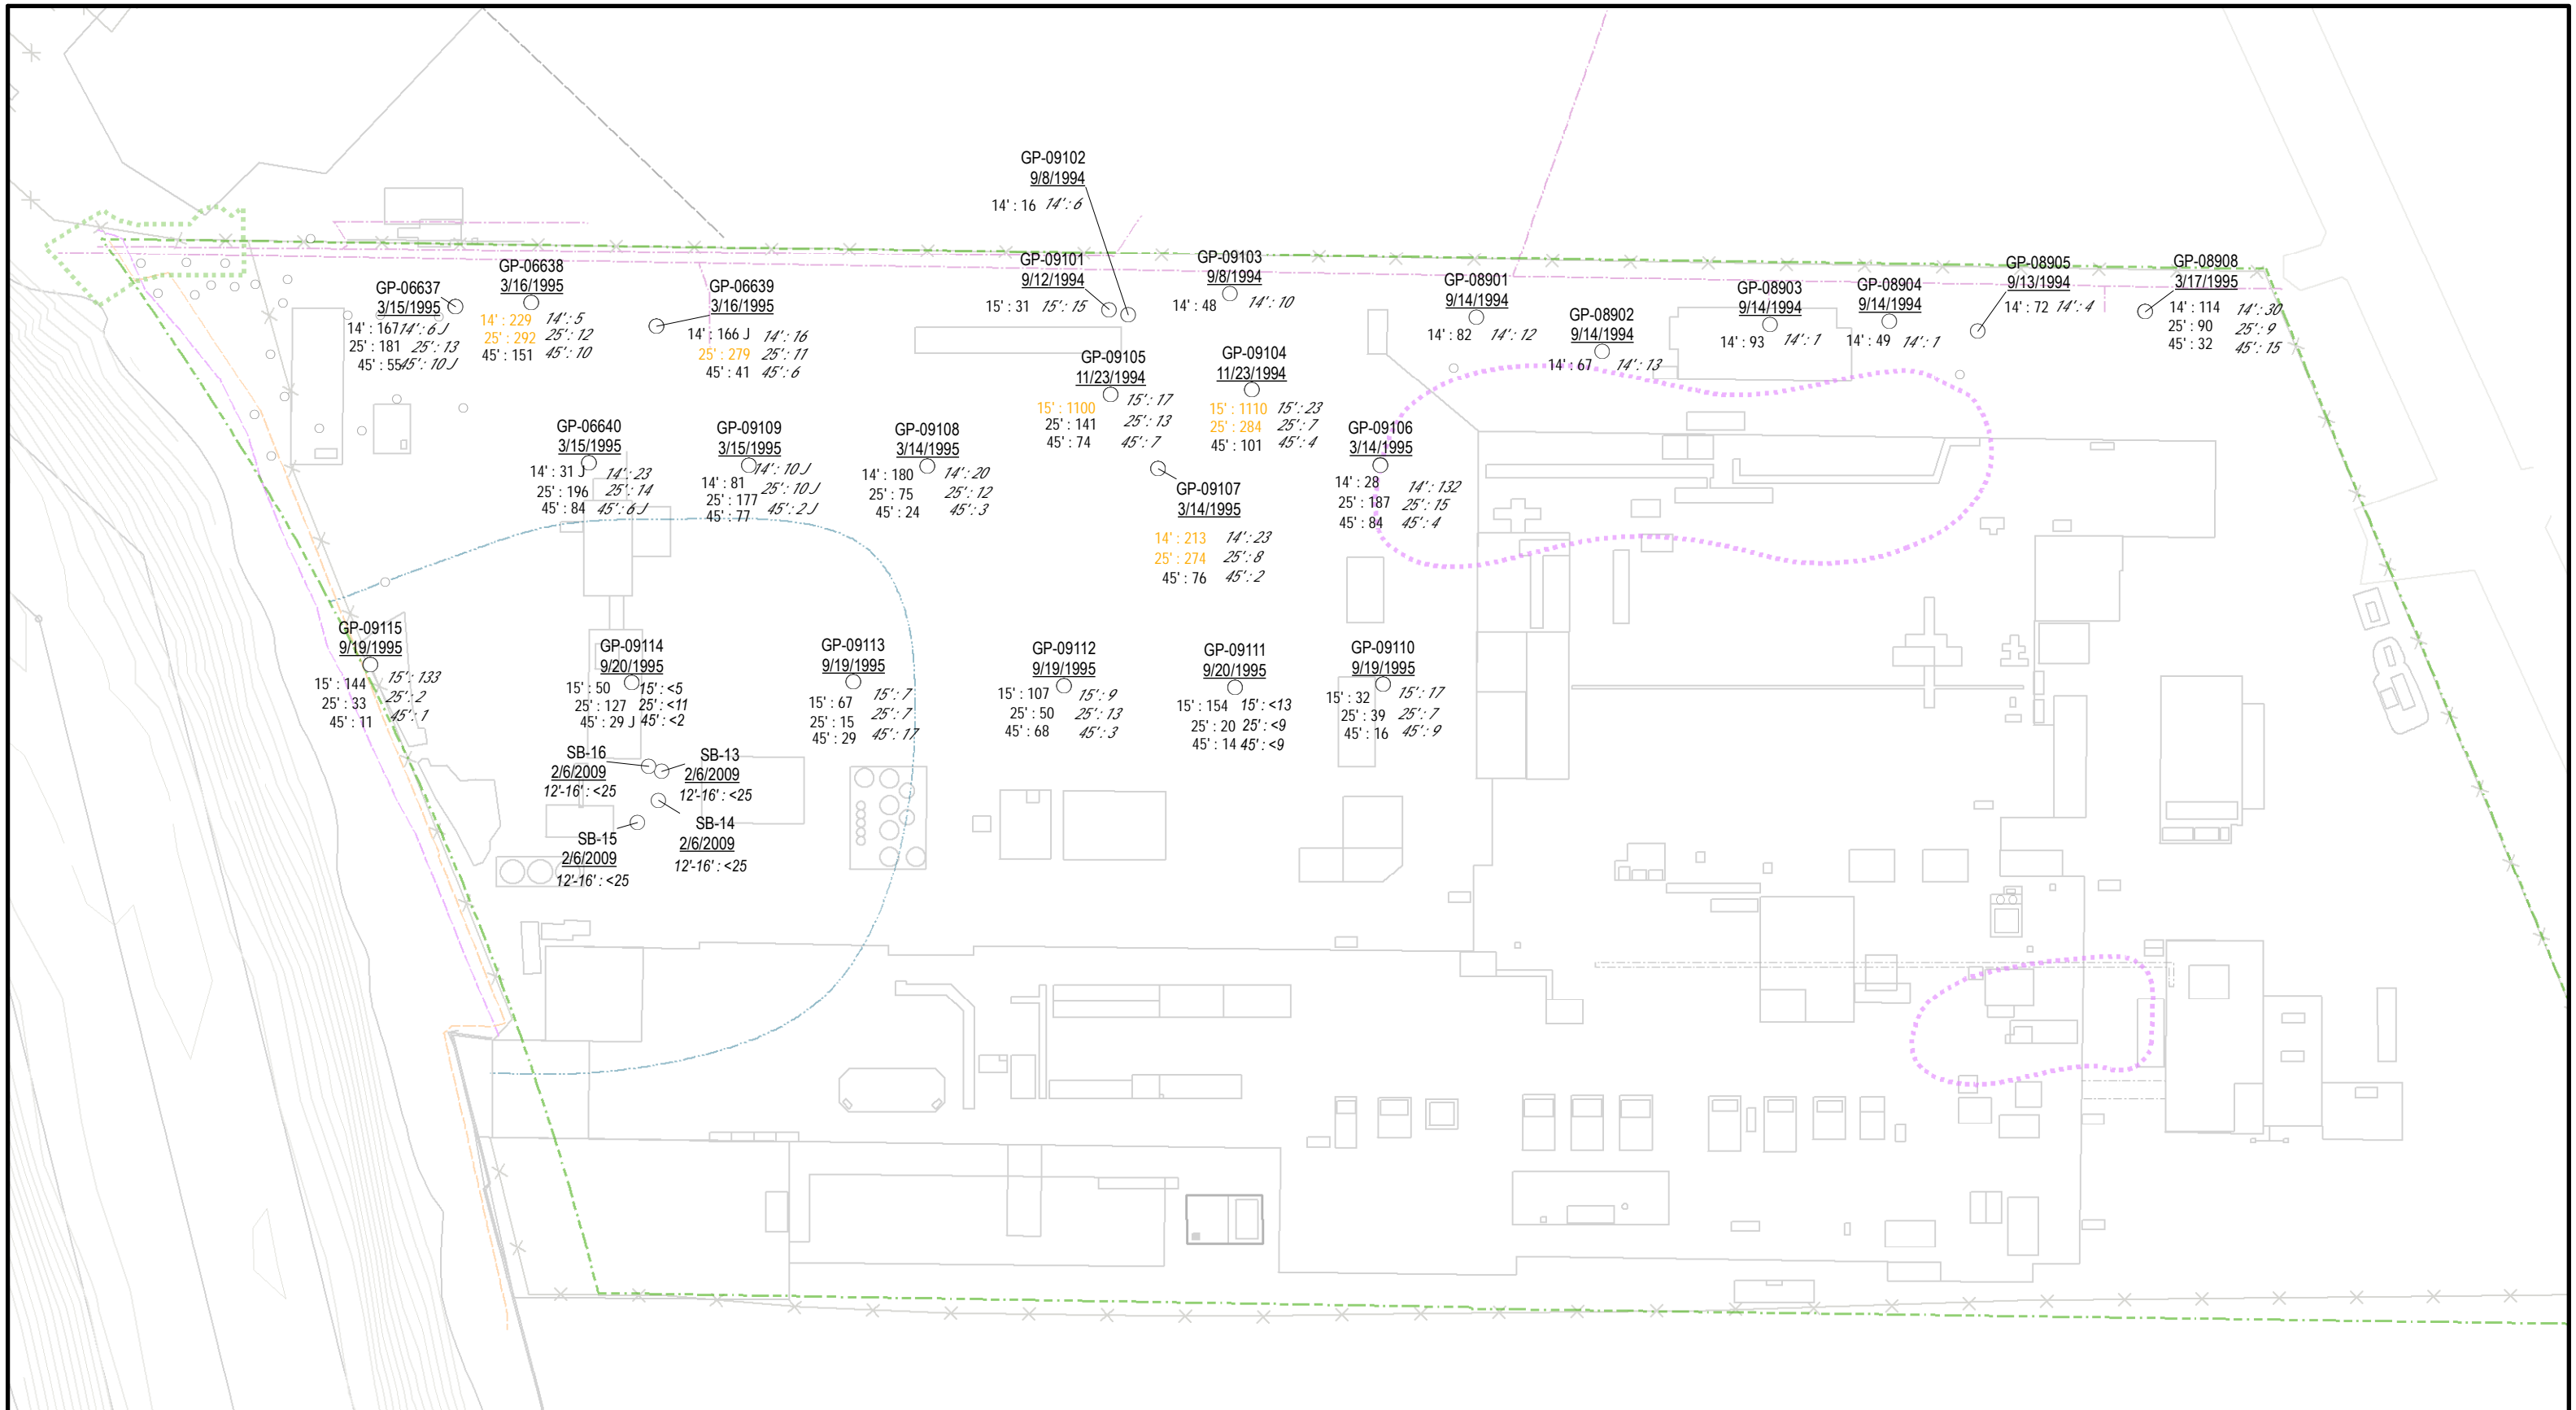 GP-09102
9/8/1994
14' : 16 14' : 6
GP-09101
9/12/1994
15' : 31 15' : 15
GP-09103
9/8/1994
14' : 48 14' : 10
GP-06637
3/15/1995
14' : 167 14' : 6 J
25' : 181 25' : 13
45' : 55 45' : 10 J
GP-06638
3/16/1995
14' : 229 14' : 5
25' : 292 25' : 12
45' : 151 45' : 10
GP-06639
3/16/1995
14' : 166 J 14' : 16
25' : 279 25' : 11
45' : 41 45' : 6
GP-08901
9/14/1994
14' : 82 14' : 12
GP-08902
9/14/1994
14' : 67 14' : 13
GP-08903
9/14/1994
14' : 93 14' : 1
GP-08904
9/14/1994
14' : 49 14' : 1
GP-08905
9/13/1994
14' : 72 14' : 4
GP-08908
3/17/1995
14' : 114 14' : 30
25' : 90 25' : 9
45' : 32 45' : 15
GP-09105
11/23/1994
15' : 1100 15' : 17
25' : 141 25' : 13
45' : 74 45' : 7
GP-09104
11/23/1994
15' : 1110 15' : 23
25' : 284 25' : 7
45' : 101 45' : 4
GP-06640
3/15/1995
14' : 31 J 14' : 23
25' : 196 25' : 14
45' : 84 45' : 6 J
GP-09109
3/15/1995
14' : 81 14' : 10 J
25' : 177 25' : 10 J
45' : 77 45' : 2 J
GP-09108
3/14/1995
14' : 180 14' : 20
25' : 75 25' : 12
45' : 24 45' : 3
GP-09107
3/14/1995
14' : 213 14' : 23
25' : 274 25' : 8
45' : 76 45' : 2
GP-09106
3/14/1995
14' : 28 14' : 132
25' : 187 25' : 15
45' : 84 45' : 4
GP-09115
9/19/1995
15' : 144 15' : 133
25' : 33 25' : 2
45' : 11 45' : 1
GP-09114
9/20/1995
15' : 50 15' : <5
25' : 127 25' : <11
45' : 29 J 45' : <2
GP-09113
9/19/1995
15' : 67 15' : 7
25' : 15 25' : 7
45' : 29 45' : 17
GP-09112
9/19/1995
15' : 107 15' : 9
25' : 50 25' : 13
45' : 68 45' : 3
GP-09111
9/20/1995
15' : 154 15' : <13
25' : 20 25' : <9
45' : 14 45' : <9
GP-09110
9/19/1995
15' : 32 15' : 17
25' : 39 25' : 7
45' : 16 45' : 9
SB-16
2/6/2009
12'-16' : <25
SB-13
2/6/2009
12'-16' : <25
SB-15
2/6/2009
12'-16' : <25
SB-14
2/6/2009
12'-16' : <25